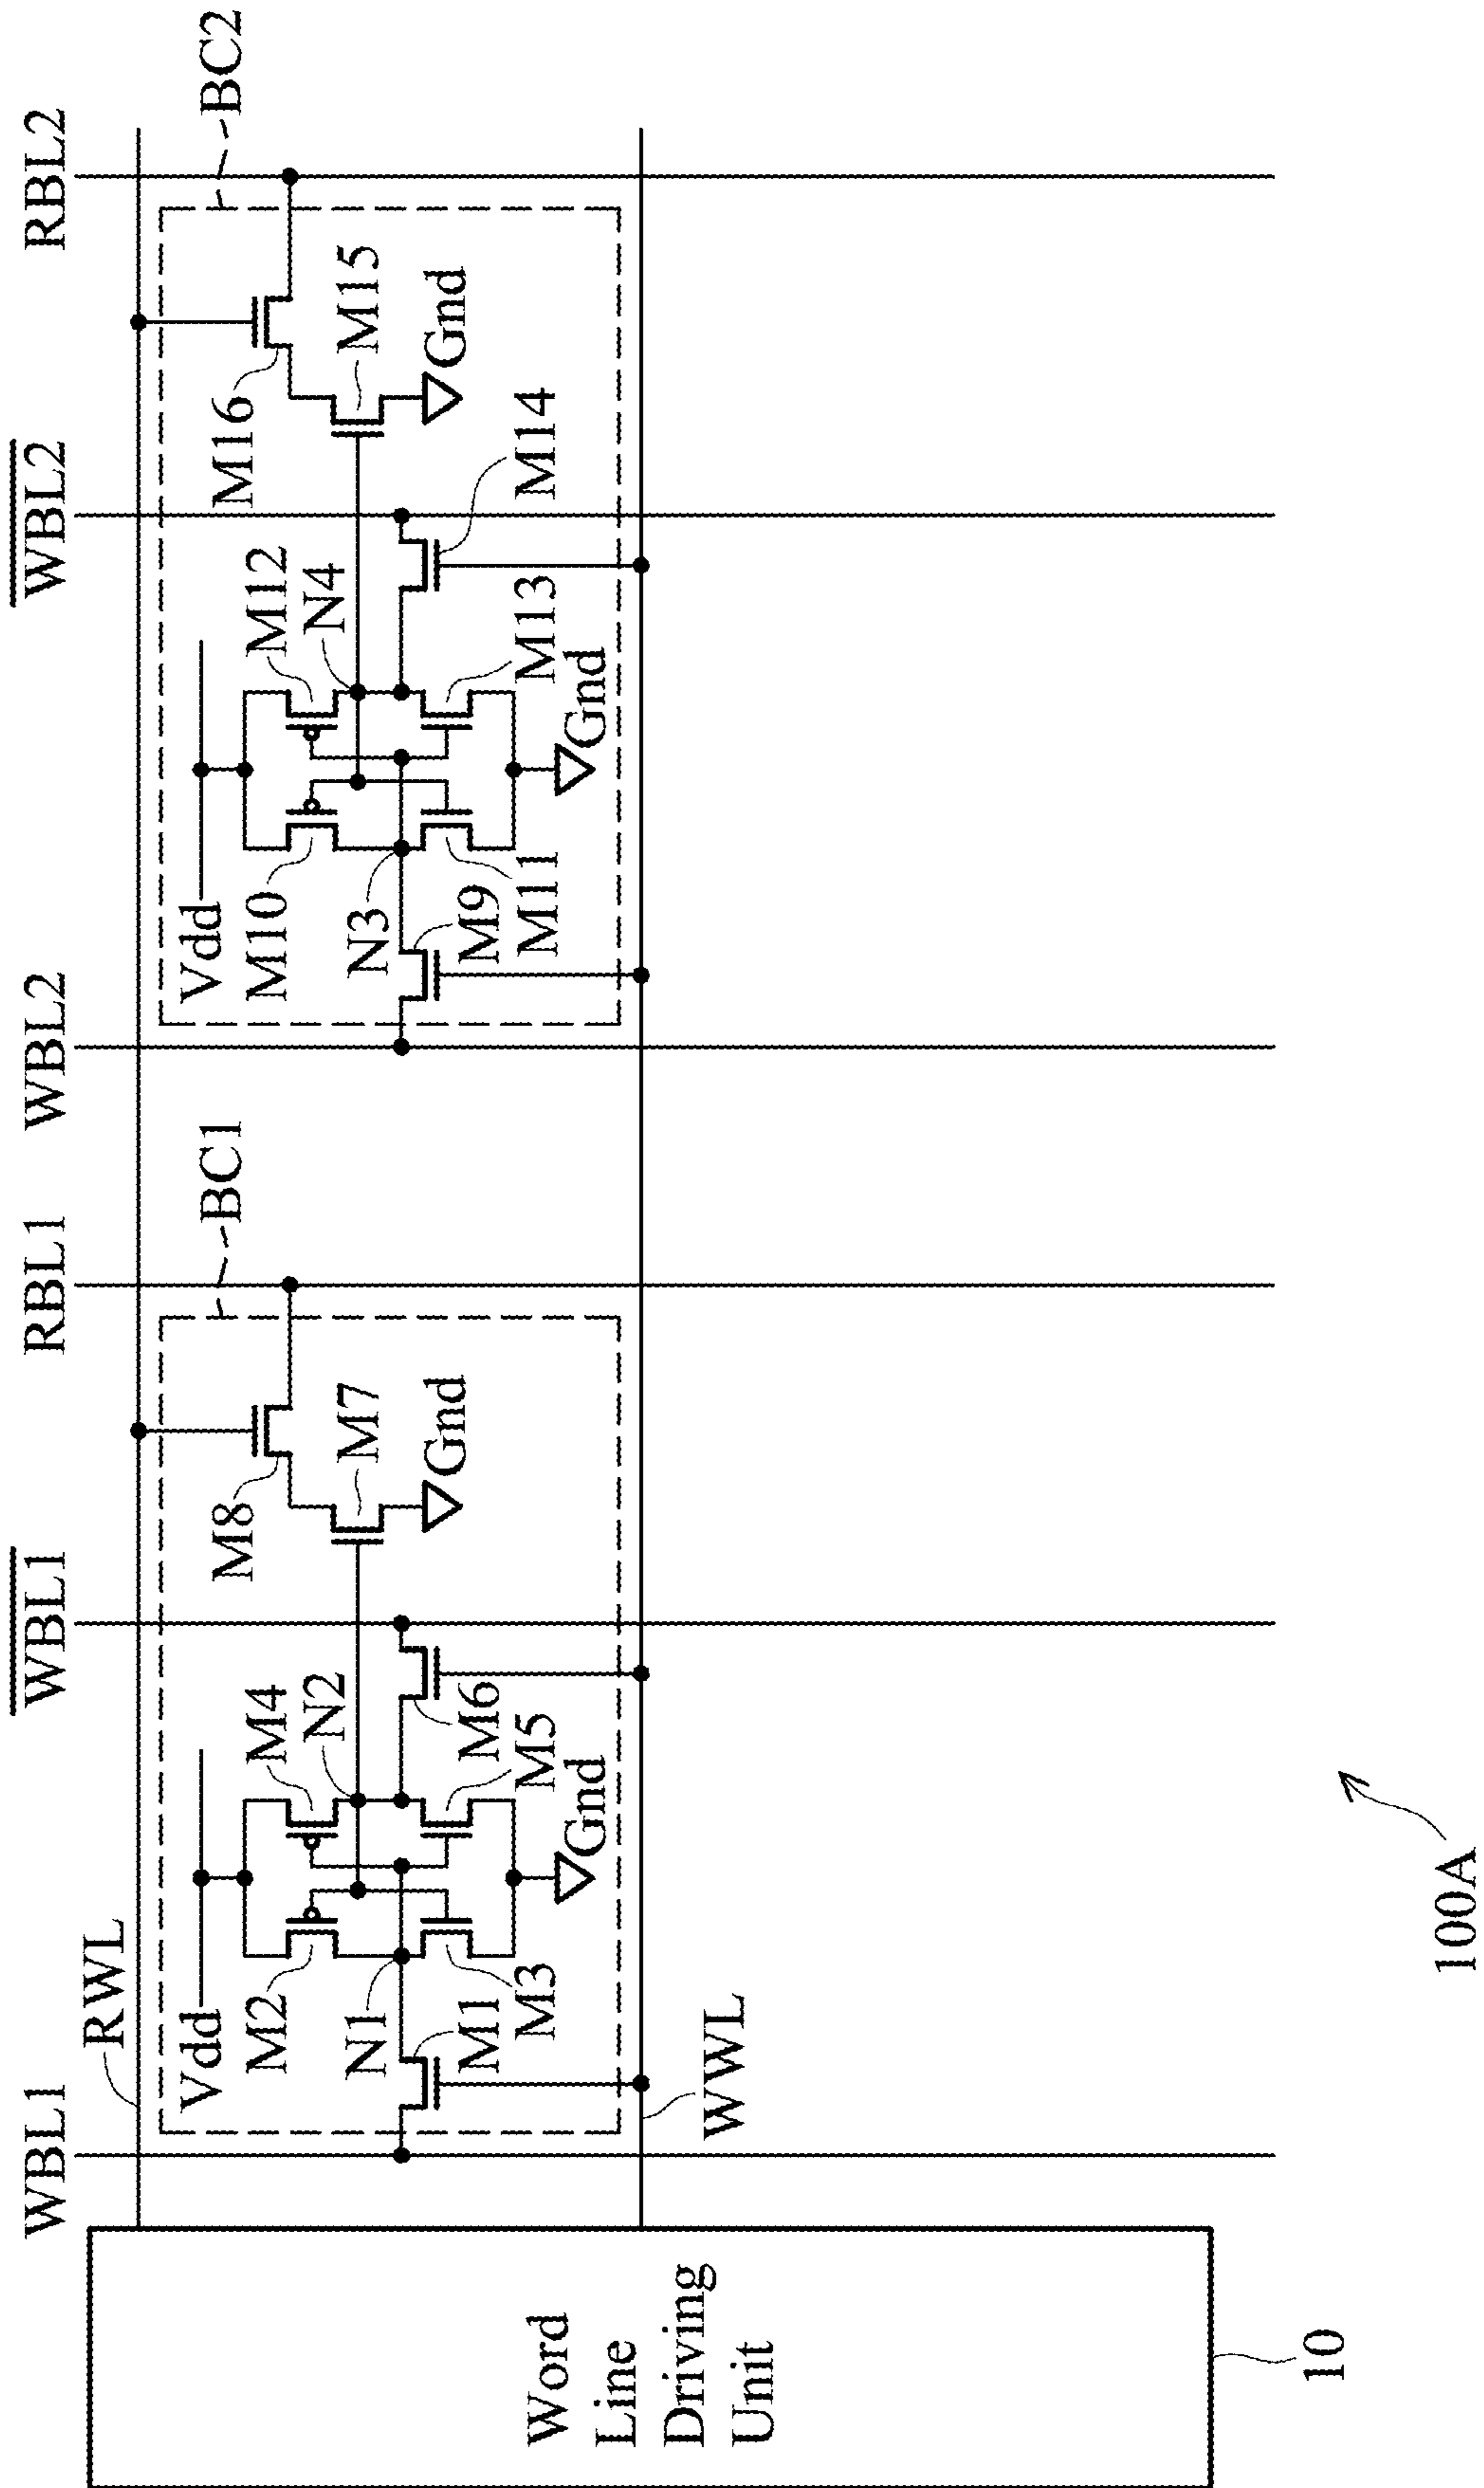 WBL1
W̅B̅L̅1̅
RBL1
WBL2
W̅B̅L̅2̅
RBL2
RWL
BC1
BC2
Vdd
M2
M4
M8
N1
N2
M7
M1
M6
Gnd
M3
M5
Gnd
Vdd
M10
M12
M16
N3
N4
M15
M9
M14
Gnd
M11
M13
Gnd
Word
Line
Driving
Unit
WWL
10
100A